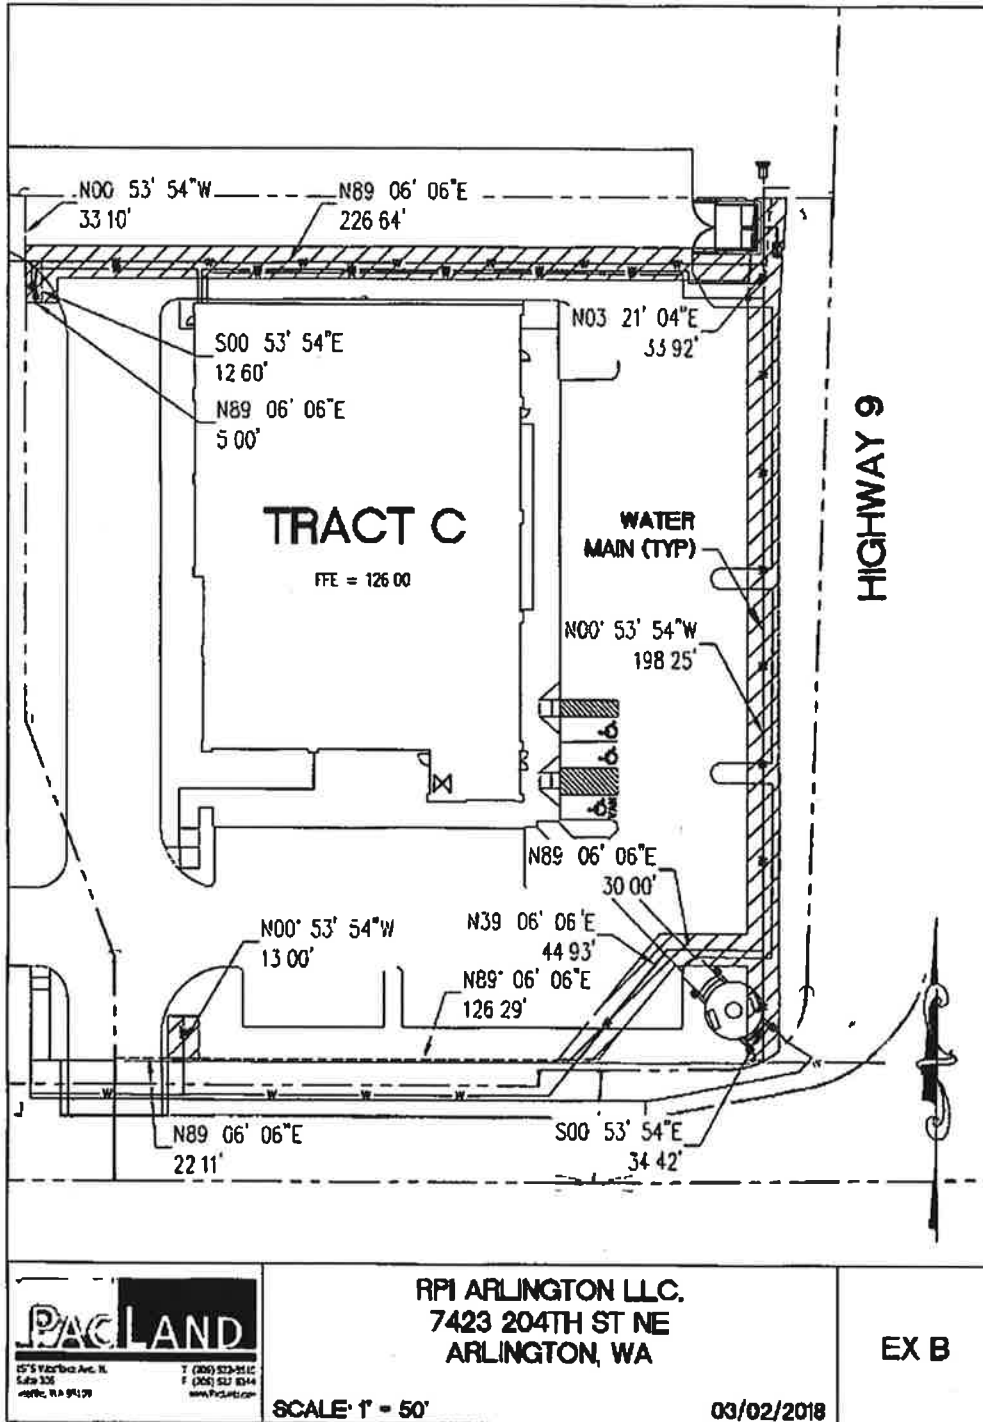 N00 53' 54"W
33 10'
N89 06' 06"E
226 64'
N03 21' 04"E
33 92'
S00 53' 54"E
12 60'
N89 06' 06"E
5 00'
HIGHWAY 9
TRACT C
FFE = 126 00
WATER
MAIN (TYP)
N00° 53' 54"W
198 25'
VAN
N89 06' 06"E
30 00'
N39 06' 06'E
44 93'
N00° 53' 54"W
13 00'
N89° 06' 06"E
126 29'
N89 06' 06"E
22 11'
S00 53' 54"E
34 42'
PACLAND
Suite 305
RPI ARLINGTON LLC.
7423 204TH ST NE
ARLINGTON, WA
SCALE: 1" = 50'
03/02/2018
EX B